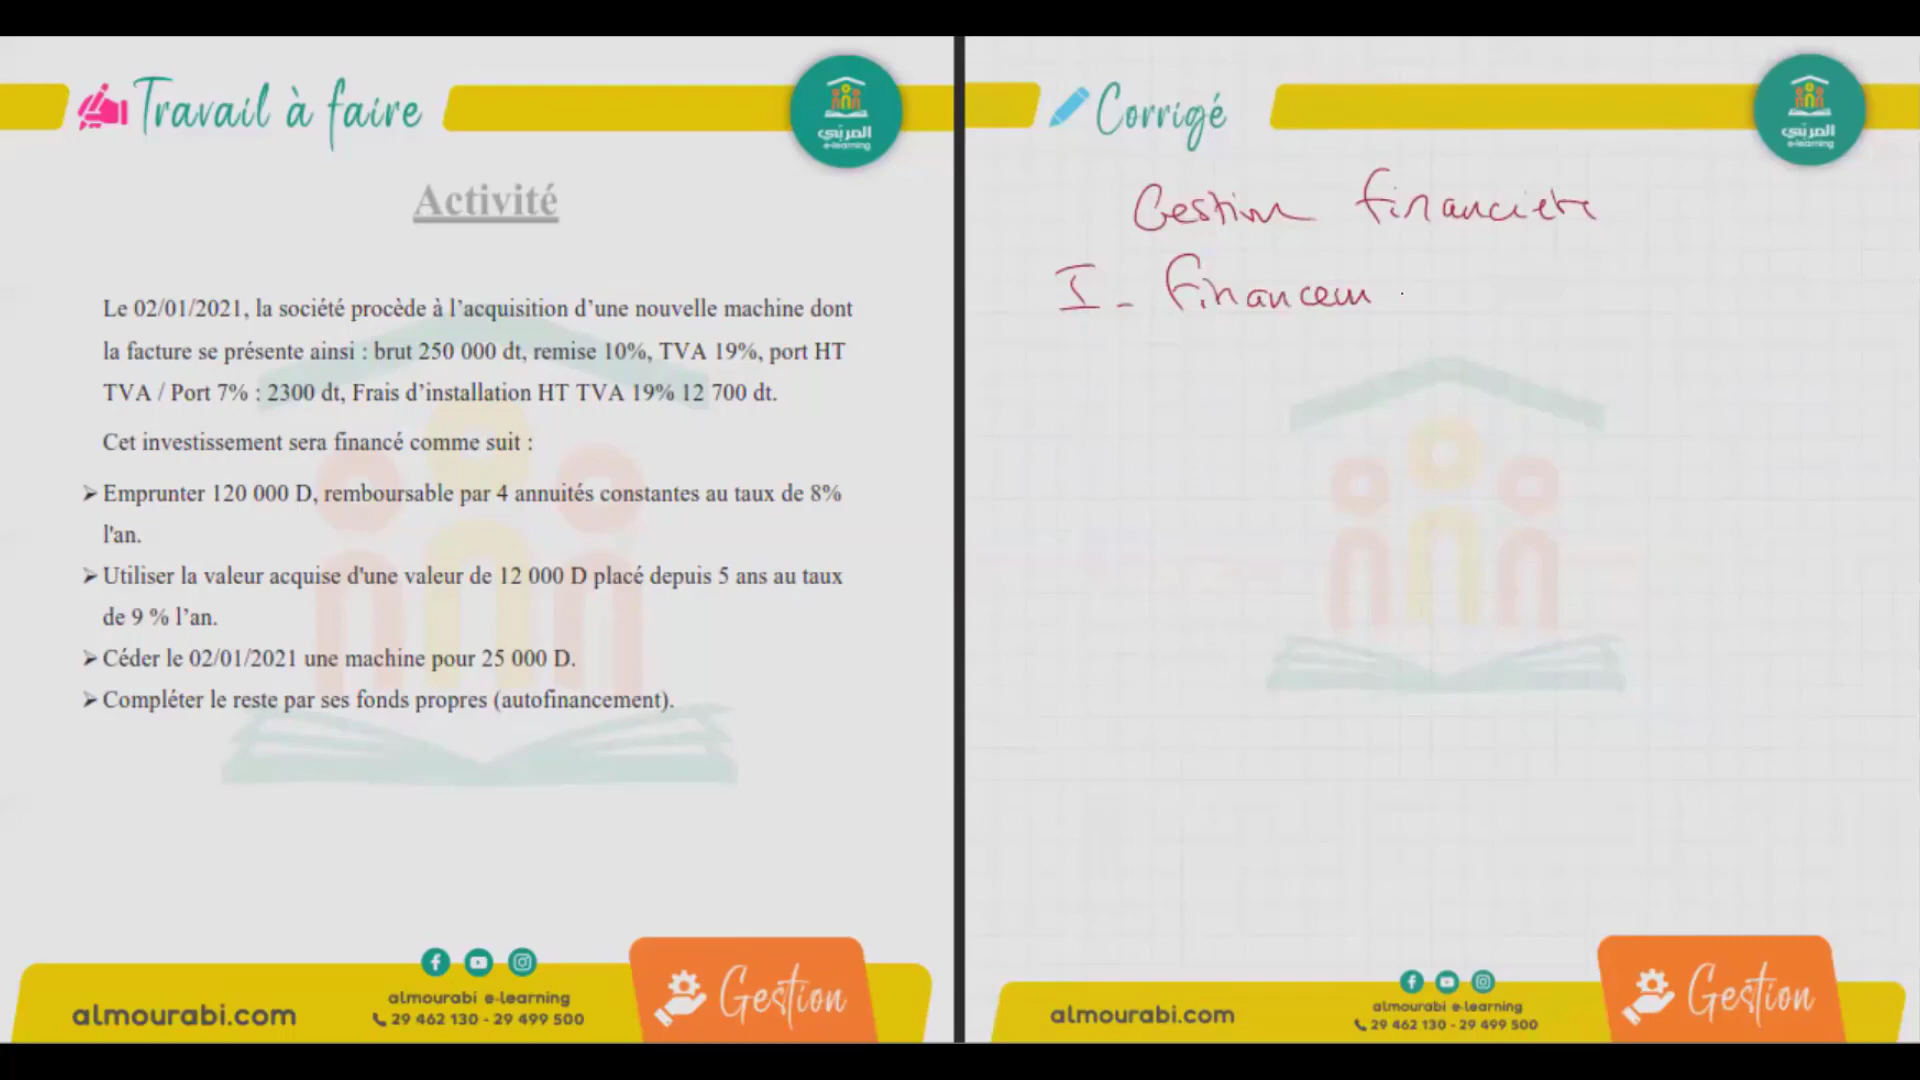 Travail à faire
المربّي
e-learning
Activité
Le 02/01/2021, la société procède à l’acquisition d’une nouvelle machine dont
la facture se présente ainsi : brut 250 000 dt, remise 10%, TVA 19%, port HT
TVA / Port 7% : 2300 dt, Frais d’installation HT TVA 19% 12 700 dt.
Cet investissement sera financé comme suit :
➢ Emprunter 120 000 D, remboursable par 4 annuités constantes au taux de 8%
l'an.
➢ Utiliser la valeur acquise d'une valeur de 12 000 D placé depuis 5 ans au taux
de 9 % l’an.
➢ Céder le 02/01/2021 une machine pour 25 000 D.
➢ Compléter le reste par ses fonds propres (autofinancement).
almourabi.com
almourabi e-learning
29 462 130 - 29 499 500
Gestion
Corrigé
المربّي
e-learning
Gestion financière
I - Financem
almourabi.com
almourabi e-learning
29 462 130 - 29 499 500
Gestion